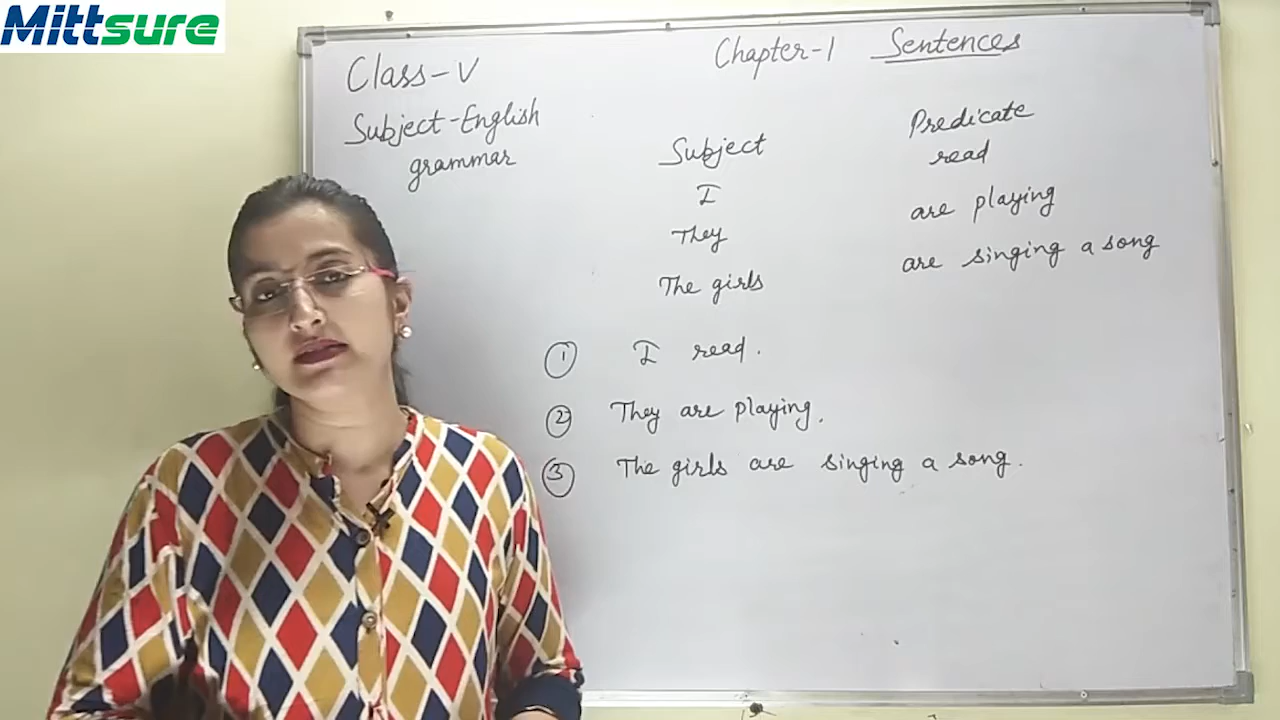 Mittsure
Class-V
Subject-English
grammar
Chapter-1 Sentences
Subject Predicate
I read
They are playing
The girls are singing a song
1 I read.
2 They are playing.
3 The girls are singing a song.